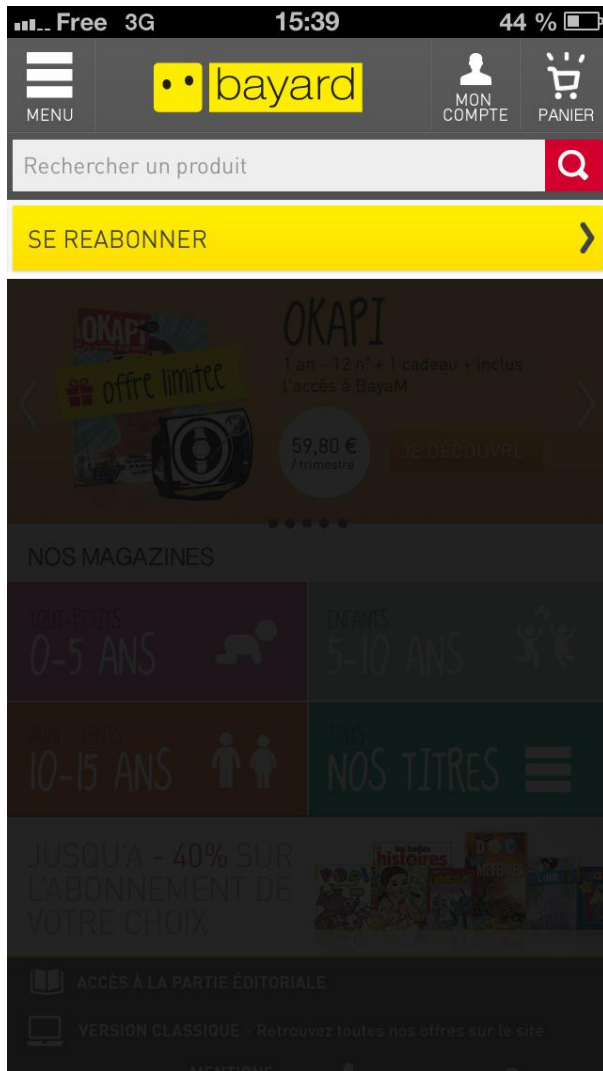 Free 3G 15:39 44 %
MENU
bayard
MON COMPTE
PANIER
Rechercher un produit
SE REABONNER
OKAPI
offre limitée
OKAPI
1 an - 12 n° + 1 cadeau + inclus
l'accès à BayaM
59,80 €
/ trimestre
JE DÉCOUVRE
NOS MAGAZINES
TOUT-PETITS
0-5 ANS
ENFANTS
5-10 ANS
ADOLESCENTS
10-15 ANS
TOUS
NOS TITRES
JUSQU'A - 40% SUR
L'ABONNEMENT DE
VOTRE CHOIX
les belles
histoires
ACCÈS À LA PARTIE ÉDITORIALE
VERSION CLASSIQUE - Retrouvez toutes nos offres sur le site
MENTIONS